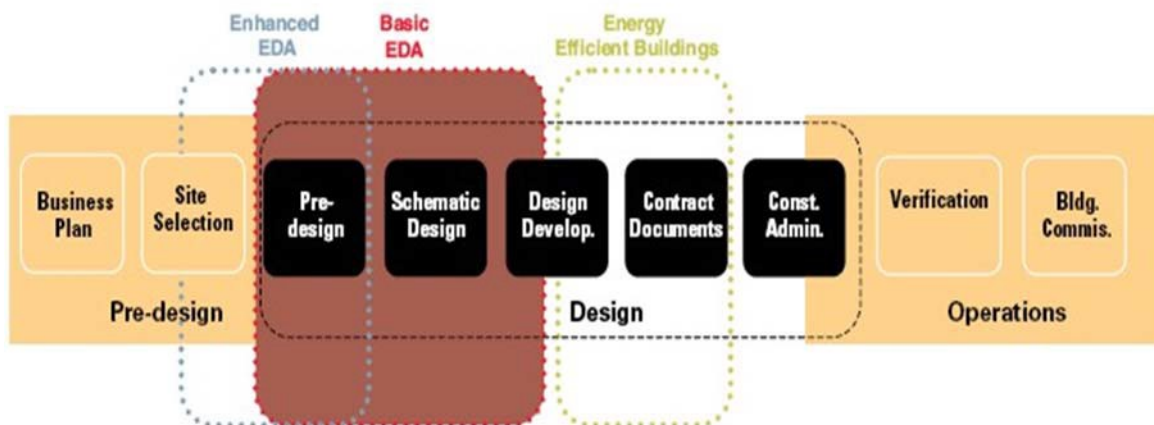 Enhanced
EDA
Basic
EDA
Energy
Efficient Buildings
Business
Plan
Site
Selection
Pre-
design
Schematic
Design
Design
Develop.
Contract
Documents
Const.
Admin.
Verification
Bldg.
Commis.
Pre-design
Design
Operations